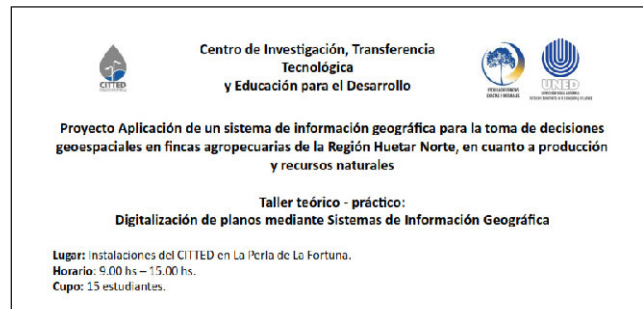 CITTED
Centro de Investigación, Transferencia
Tecnológica
y Educación para el Desarrollo
UNED
Proyecto Aplicación de un sistema de información geográfica para la toma de decisiones
geoespaciales en fincas agropecuarias de la Región Huetar Norte, en cuanto a producción
y recursos naturales
Taller teórico - práctico:
Digitalización de planos mediante Sistemas de Información Geográfica
Lugar: Instalaciones del CITTED en La Perla de La Fortuna.
Horario: 9.00 hs – 15.00 hs.
Cupo: 15 estudiantes.